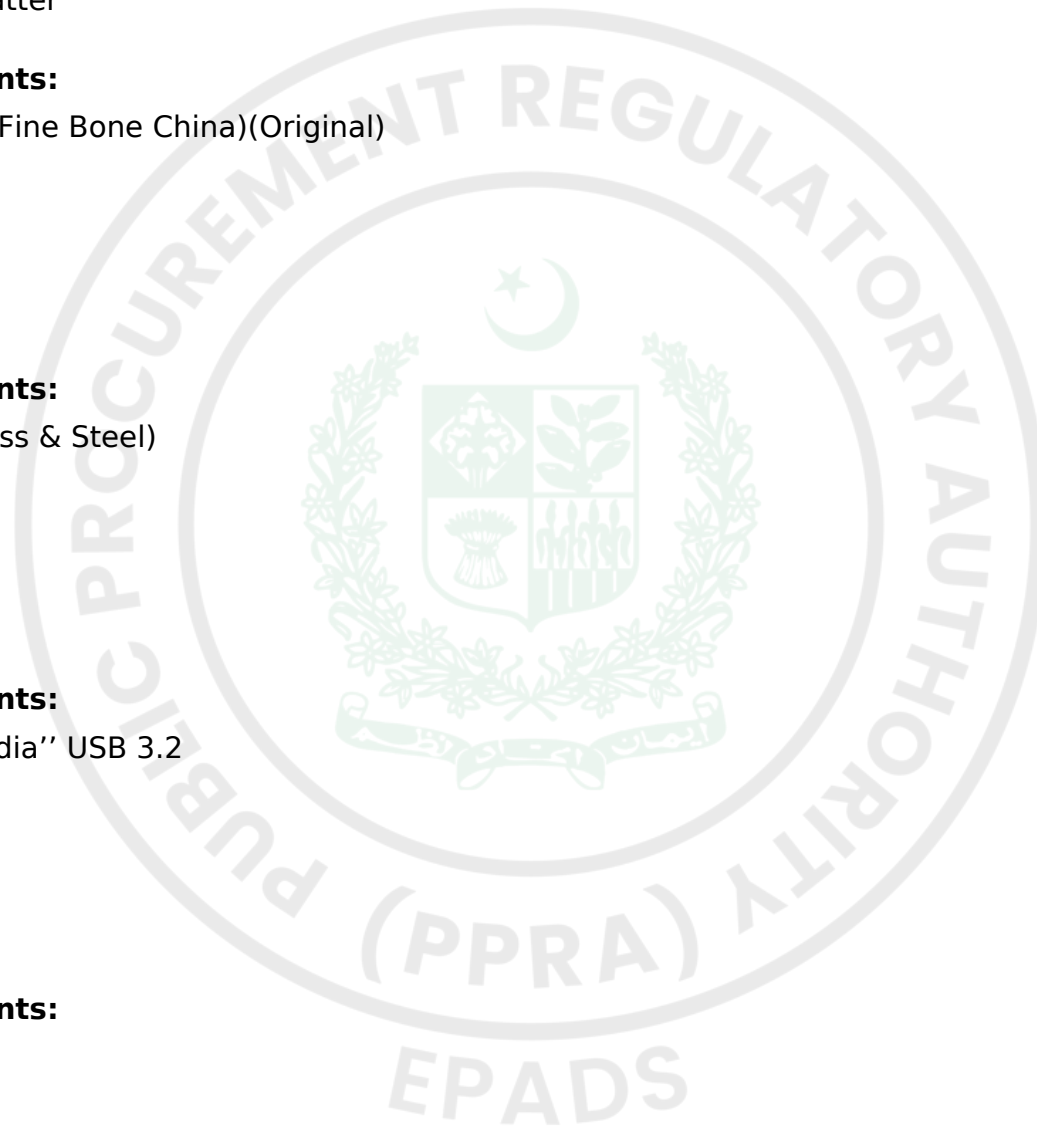 nts:
Fine Bone China)(Original)
nts:
ss & Steel)
nts:
dia’’ USB 3.2
nts:
PUBLIC PROCUREMENT REGULATORY AUTHORITY
(PPRA)
EPADS